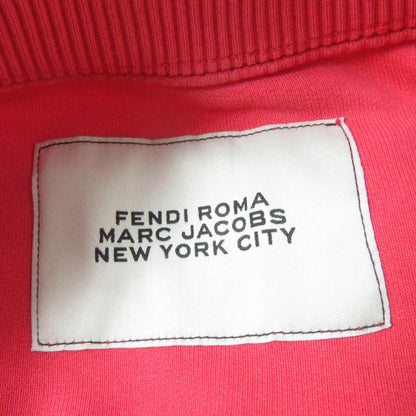 FENDI ROMA
MARC JACOBS
NEW YORK CITY